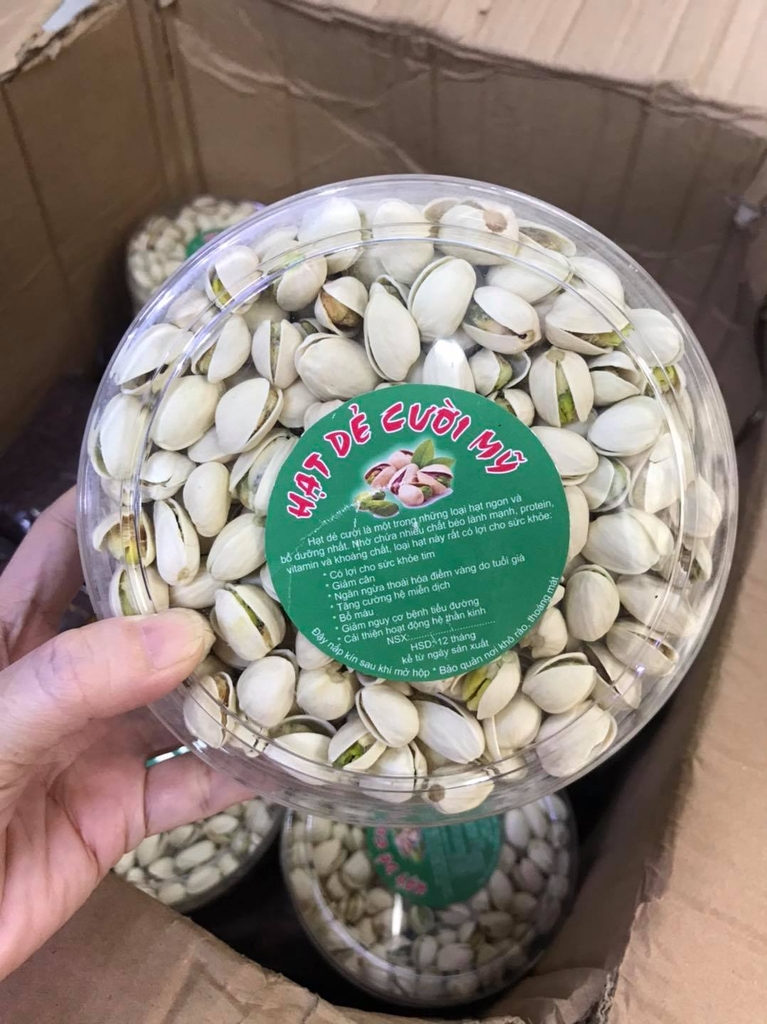 HẠT DẺ CƯỜI MỸ
Hạt dẻ cười là một trong những loại hạt ngon và
bổ dưỡng nhất. Nhờ chứa nhiều chất béo lành mạnh, protein,
vitamin và khoáng chất, loại hạt này rất có lợi cho sức khỏe:
* Có lợi cho sức khỏe tim
* Giảm cân
* Ngăn ngừa thoái hóa điểm vàng do tuổi già
* Tăng cường hệ miễn dịch
* Bổ máu
* Giảm nguy cơ bệnh tiểu đường
* Cải thiện hoạt động hệ thần kinh
NSX:........................
HSD: 12 tháng
kể từ ngày sản xuất
Đậy nắp kín sau khi mở hộp * Bảo quản nơi khô ráo, thoáng mát